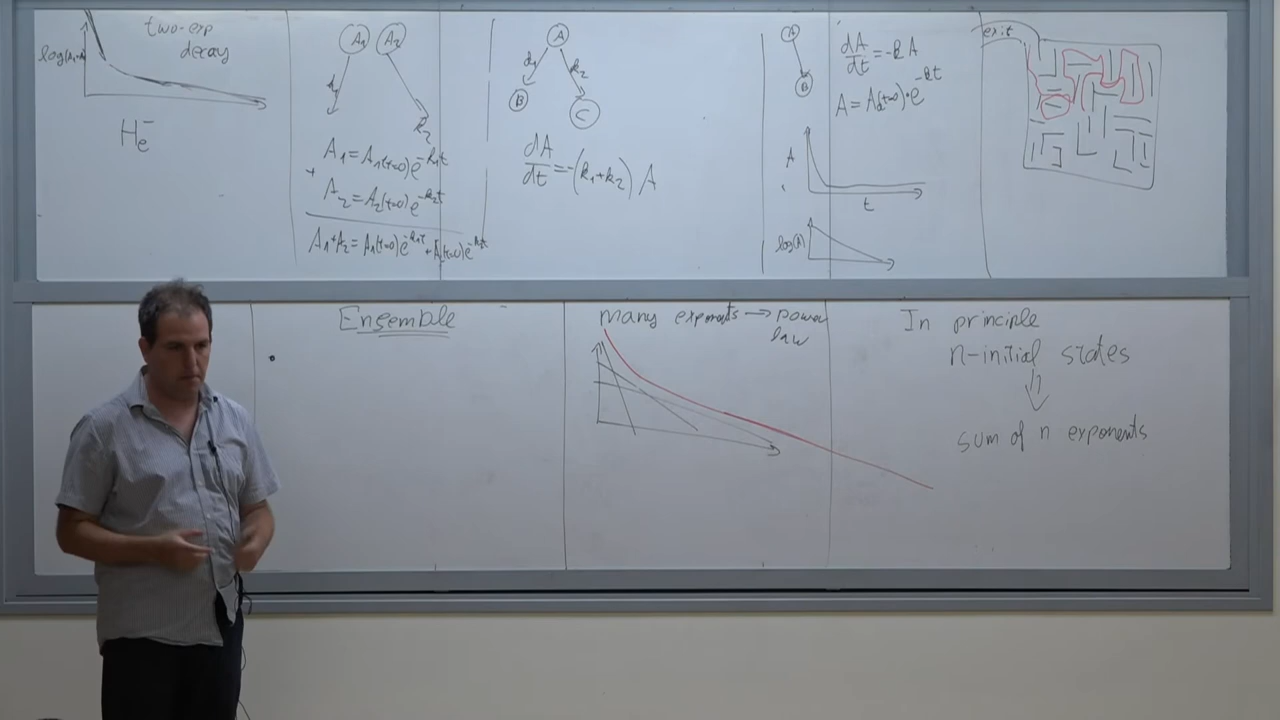 two-exp
decay
log(A₁+A₂)
He⁻
A₁ A₂
k₁
k₂
A₁=A₁(t=0)e^-k₁t
+
A₂=A₂(t=0)e^-k₂t
A₁+A₂=A₁(t=0)e^-k₁t+A₂(t=0)e^-k₂t
A
k₁ k₂
B
C
dA/dt=-(k₁+k₂)A
A
B
dA/dt=-kA
A=A(t=0)·e^-kt
A
t
log(A)
exit
Ensemble
many exponents → power
law
In principle
n-initial states
⇓
sum of n exponents